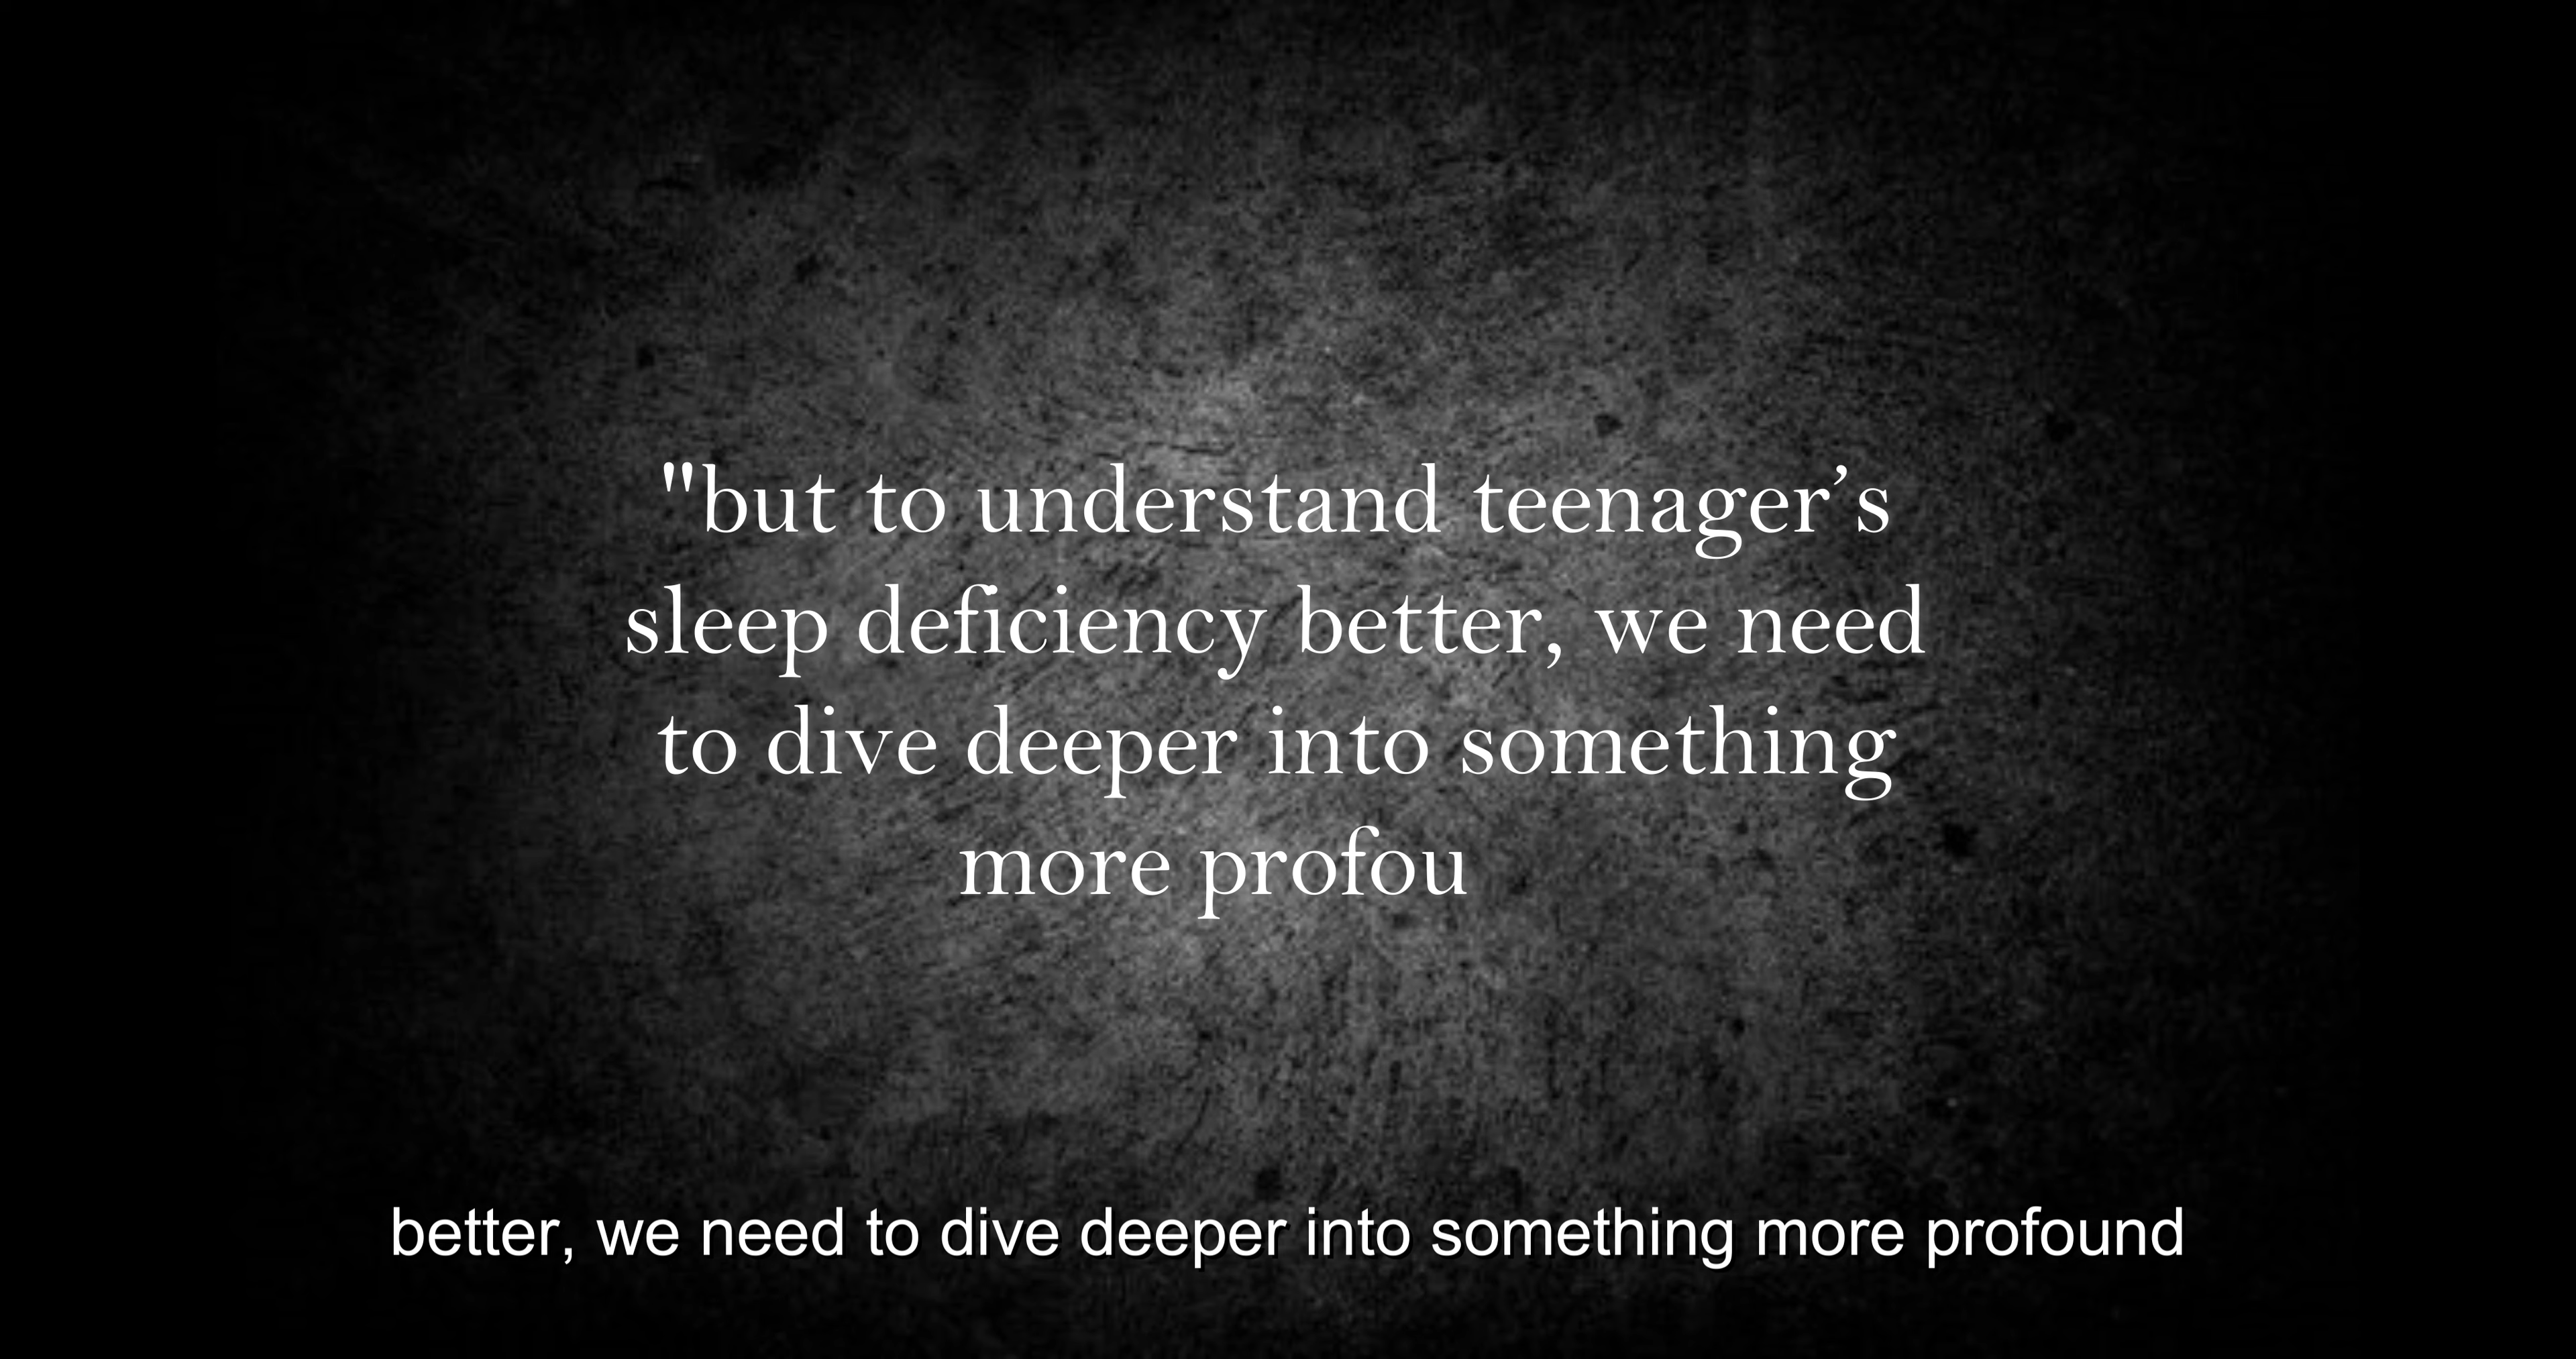 "but to understand teenager’s
sleep deficiency better, we need
to dive deeper into something
more profou
better, we need to dive deeper into something more profound